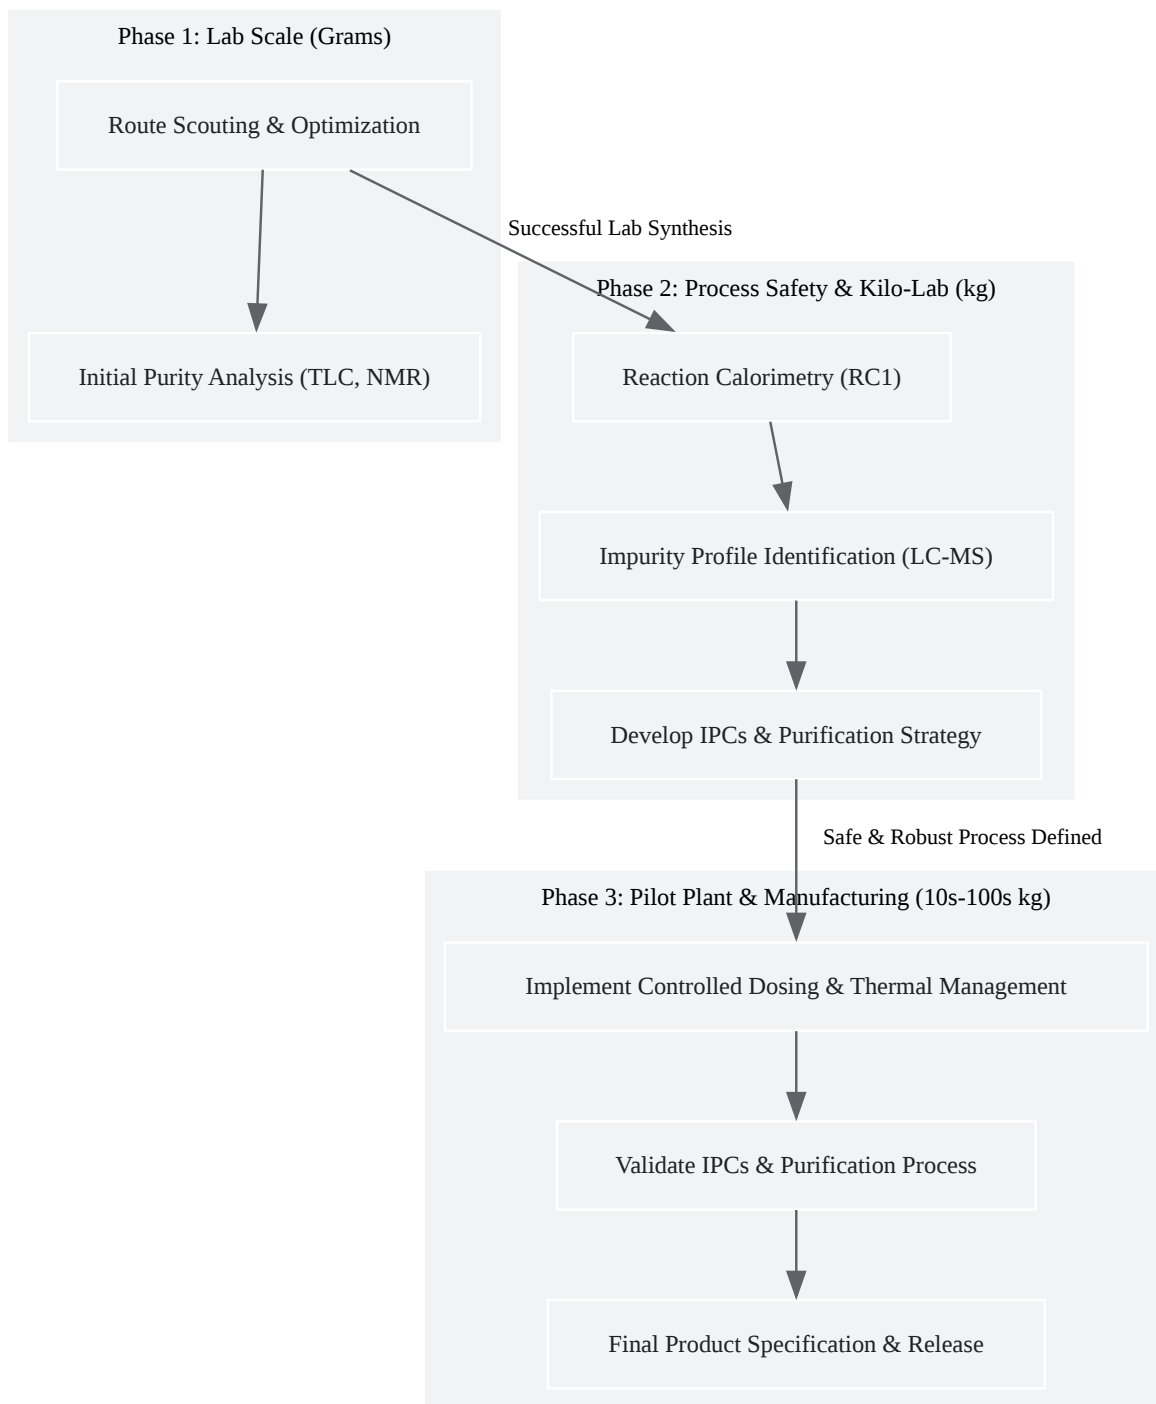 Phase 1: Lab Scale (Grams)
Route Scouting & Optimization
Successful Lab Synthesis
Initial Purity Analysis (TLC, NMR)
Phase 2: Process Safety & Kilo-Lab (kg)
Reaction Calorimetry (RC1)
Impurity Profile Identification (LC-MS)
Develop IPCs & Purification Strategy
Safe & Robust Process Defined
Phase 3: Pilot Plant & Manufacturing (10s-100s kg)
Implement Controlled Dosing & Thermal Management
Validate IPCs & Purification Process
Final Product Specification & Release